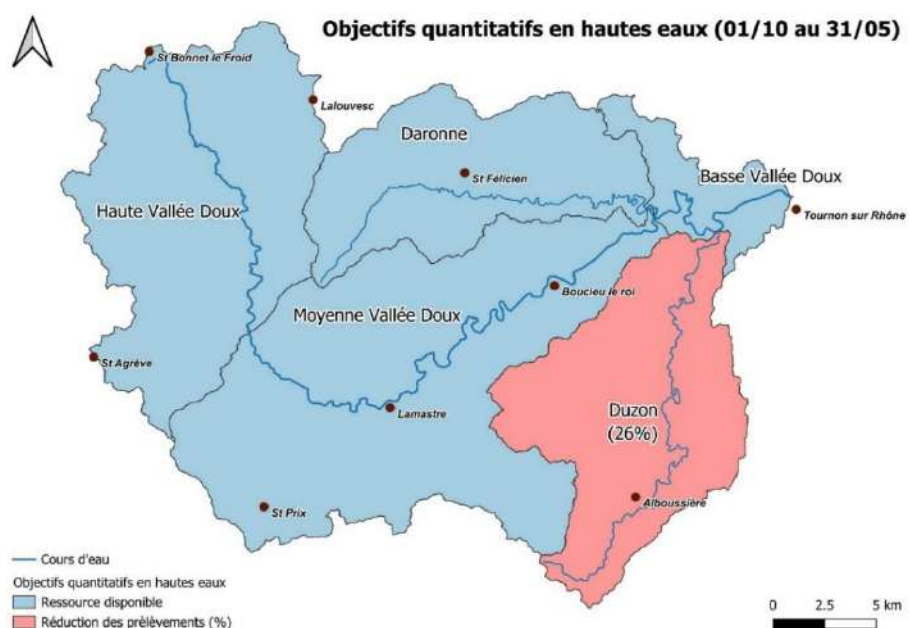 Objectifs quantitatifs en hautes eaux (01/10 au 31/05)
St Bonnet le Froid
Lalouvesc
Daronne
St Félicien
Basse Vallée Doux
Haute Vallée Doux
Tournon sur Rhône
Boucieu le roi
Moyenne Vallée Doux
St Agrève
Lamastre
Duzon
(26%)
Alboussière
St Prix
Cours d'eau
Objectifs quantitatifs en hautes eaux
Ressource disponible
Réduction des prèlèvements (%)
0 2.5 5 km